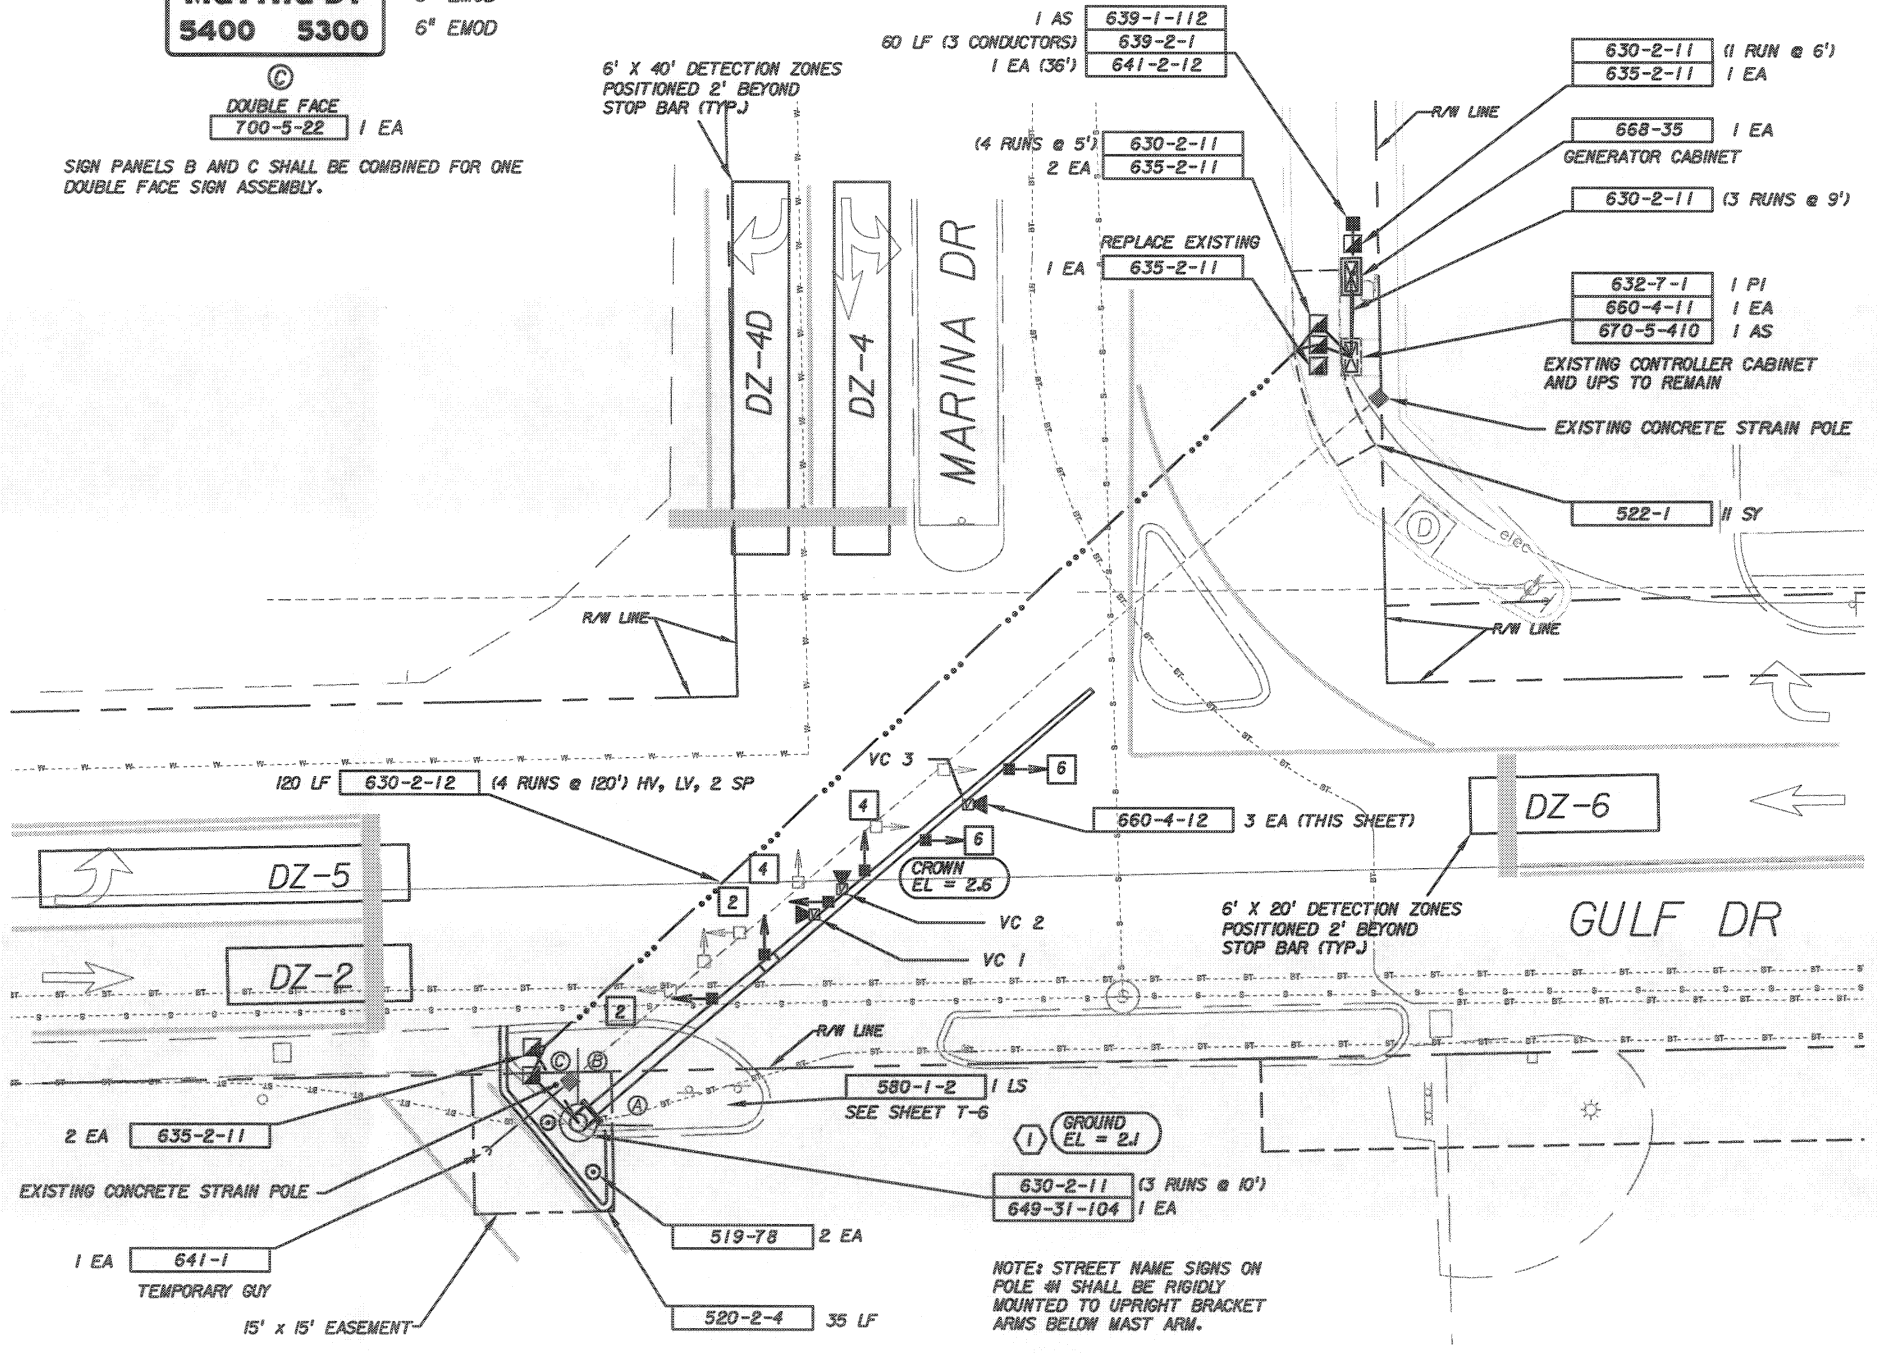 5400 5300
6" EMOD
C
DOUBLE FACE
700-5-22 1 EA
SIGN PANELS B AND C SHALL BE COMBINED FOR ONE
DOUBLE FACE SIGN ASSEMBLY.
6' X 40' DETECTION ZONES
POSITIONED 2' BEYOND
STOP BAR (TYP.)
1 AS 639-1-112
60 LF (3 CONDUCTORS) 639-2-1
1 EA (36') 641-2-12
(4 RUNS @ 5') 630-2-11
2 EA 635-2-11
REPLACE EXISTING
1 EA 635-2-11
R/W LINE
630-2-11 (1 RUN @ 6')
635-2-11 1 EA
668-35 1 EA
GENERATOR CABINET
630-2-11 (3 RUNS @ 9')
632-7-1 1 PI
660-4-11 1 EA
670-5-410 1 AS
EXISTING CONTROLLER CABINET
AND UPS TO REMAIN
EXISTING CONCRETE STRAIN POLE
522-1 11 SY
DZ-4D
DZ-4
MARINA DR
D
elec
R/W LINE
R/W LINE
120 LF 630-2-12 (4 RUNS @ 120') HV, LV, 2 SP
VC 3
6
4
660-4-12 3 EA (THIS SHEET)
6
DZ-6
4
CROWN
EL = 2.6
DZ-5
2
VC 2
6' X 20' DETECTION ZONES
POSITIONED 2' BEYOND
STOP BAR (TYP.)
GULF DR
VC 1
DZ-2
2
S
R/W LINE
C
B
A
580-1-2 1 LS
SEE SHEET T-6
1
GROUND
EL = 2.1
2 EA 635-2-11
EXISTING CONCRETE STRAIN POLE
630-2-11 (3 RUNS @ 10')
649-31-104 1 EA
519-78 2 EA
1 EA 641-1
TEMPORARY GUY
15' x 15' EASEMENT
520-2-4 35 LF
NOTE: STREET NAME SIGNS ON
POLE #1 SHALL BE RIGIDLY
MOUNTED TO UPRIGHT BRACKET
ARMS BELOW MAST ARM.